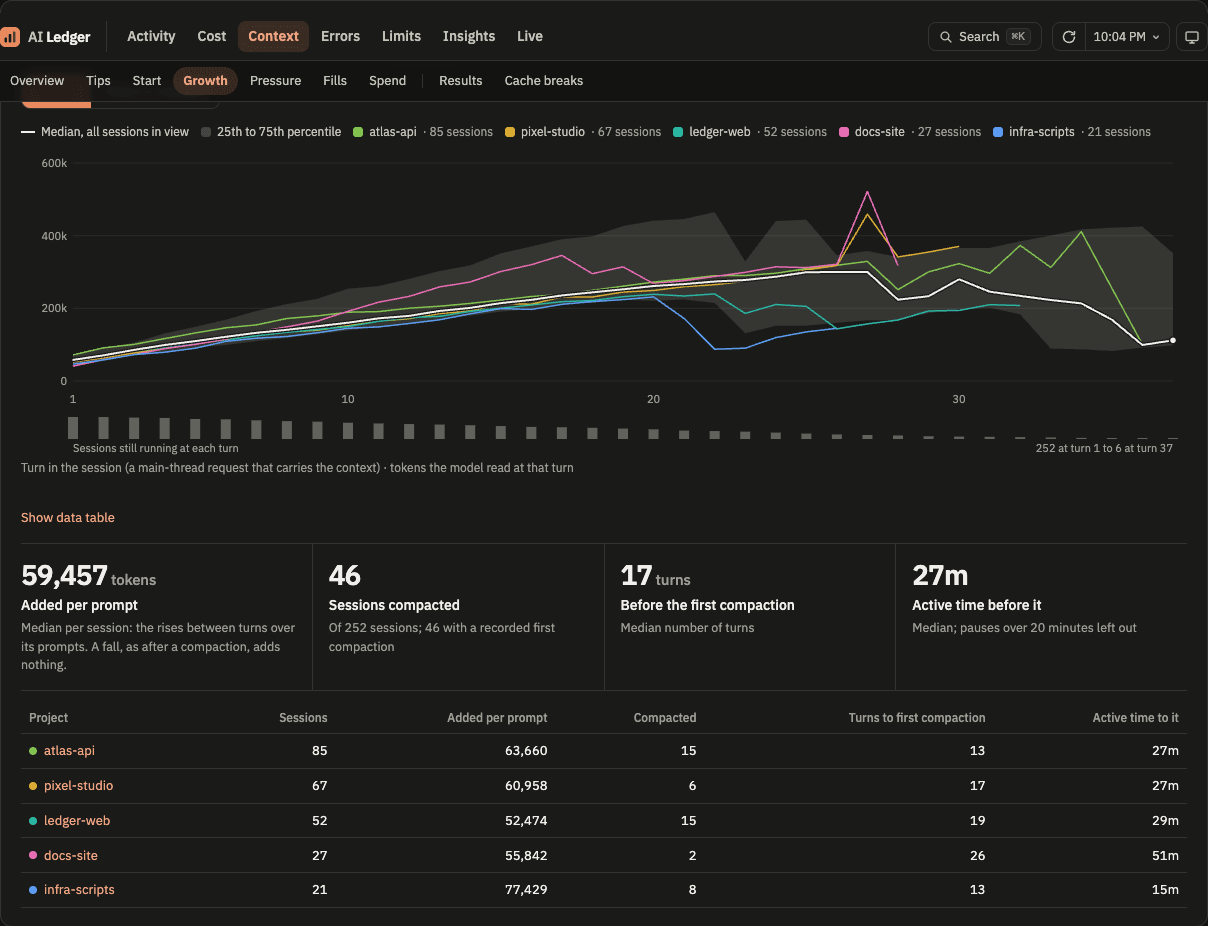 AI Ledger
Activity Cost Context Errors Limits Insights Live
Search ⌘K
10:04 PM
Overview Tips Start Growth Pressure Fills Spend Results Cache breaks
Median, all sessions in view 25th to 75th percentile atlas-api · 85 sessions pixel-studio · 67 sessions ledger-web · 52 sessions docs-site · 27 sessions infra-scripts · 21 sessions
600k
400k
200k
0
1 10 20 30
Sessions still running at each turn 252 at turn 1 to 6 at turn 37
Turn in the session (a main-thread request that carries the context) · tokens the model read at that turn
Show data table
59,457 tokens
Added per prompt
Median per session: the rises between turns over
its prompts. A fall, as after a compaction, adds
nothing.
46
Sessions compacted
Of 252 sessions; 46 with a recorded first
compaction
17 turns
Before the first compaction
Median number of turns
27m
Active time before it
Median; pauses over 20 minutes left out
Project Sessions Added per prompt Compacted Turns to first compaction Active time to it
atlas-api 85 63,660 15 13 27m
pixel-studio 67 60,958 6 17 27m
ledger-web 52 52,474 15 19 29m
docs-site 27 55,842 2 26 51m
infra-scripts 21 77,429 8 13 15m